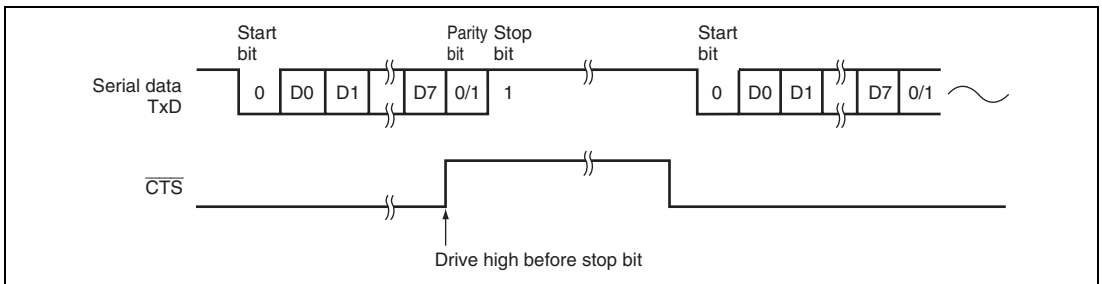 Start bit
Parity bit
Stop bit
Start bit
Serial data TxD
0 D0 D1 D7 0/1 1 0 D0 D1 D7 0/1
CTS
Drive high before stop bit